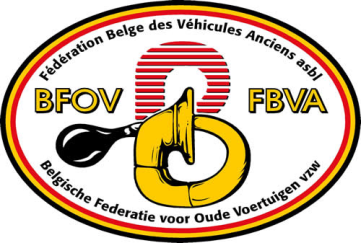 Fédération Belge des Véhicules Anciens asbl
BFOV FBVA
Belgische Federatie voor Oude Voertuigen vzw